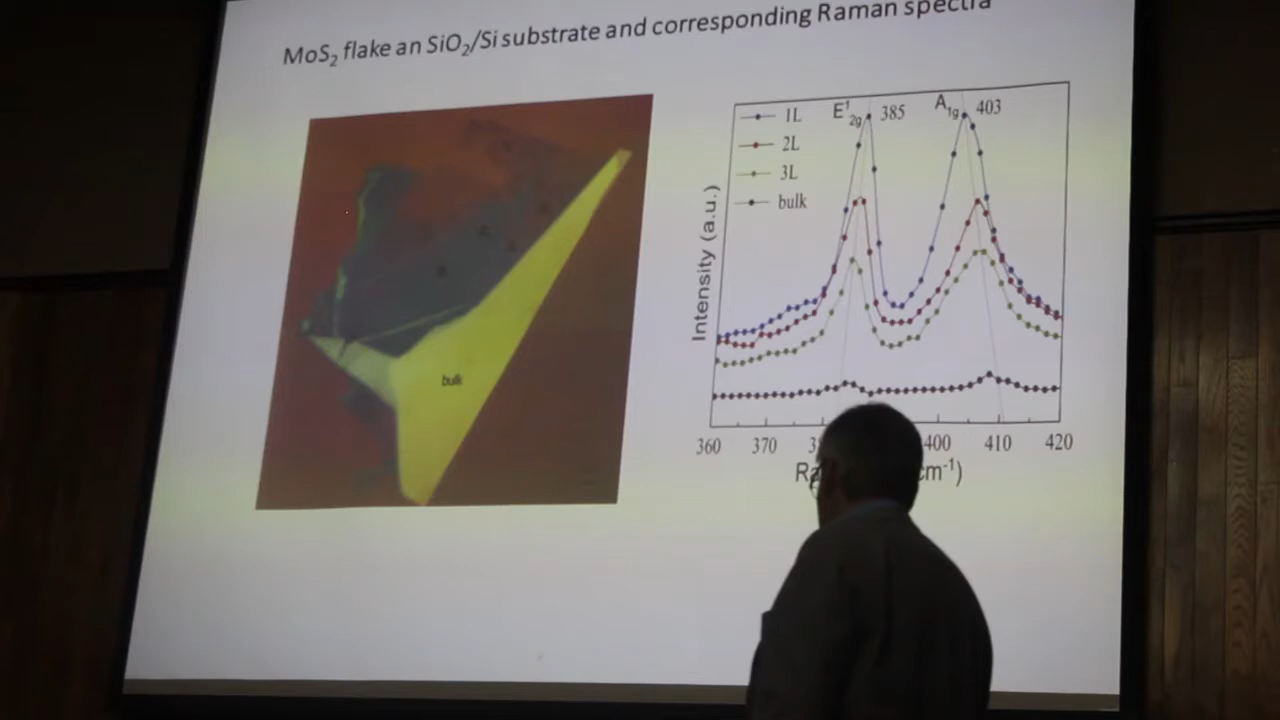 MoS₂ flake an SiO₂/Si substrate and corresponding Raman spectra
bulk
1L
2L
3L
bulk
E¹₂g
385
A₁g
403
Intensity (a.u.)
360 370 400 410 420
cm⁻¹)